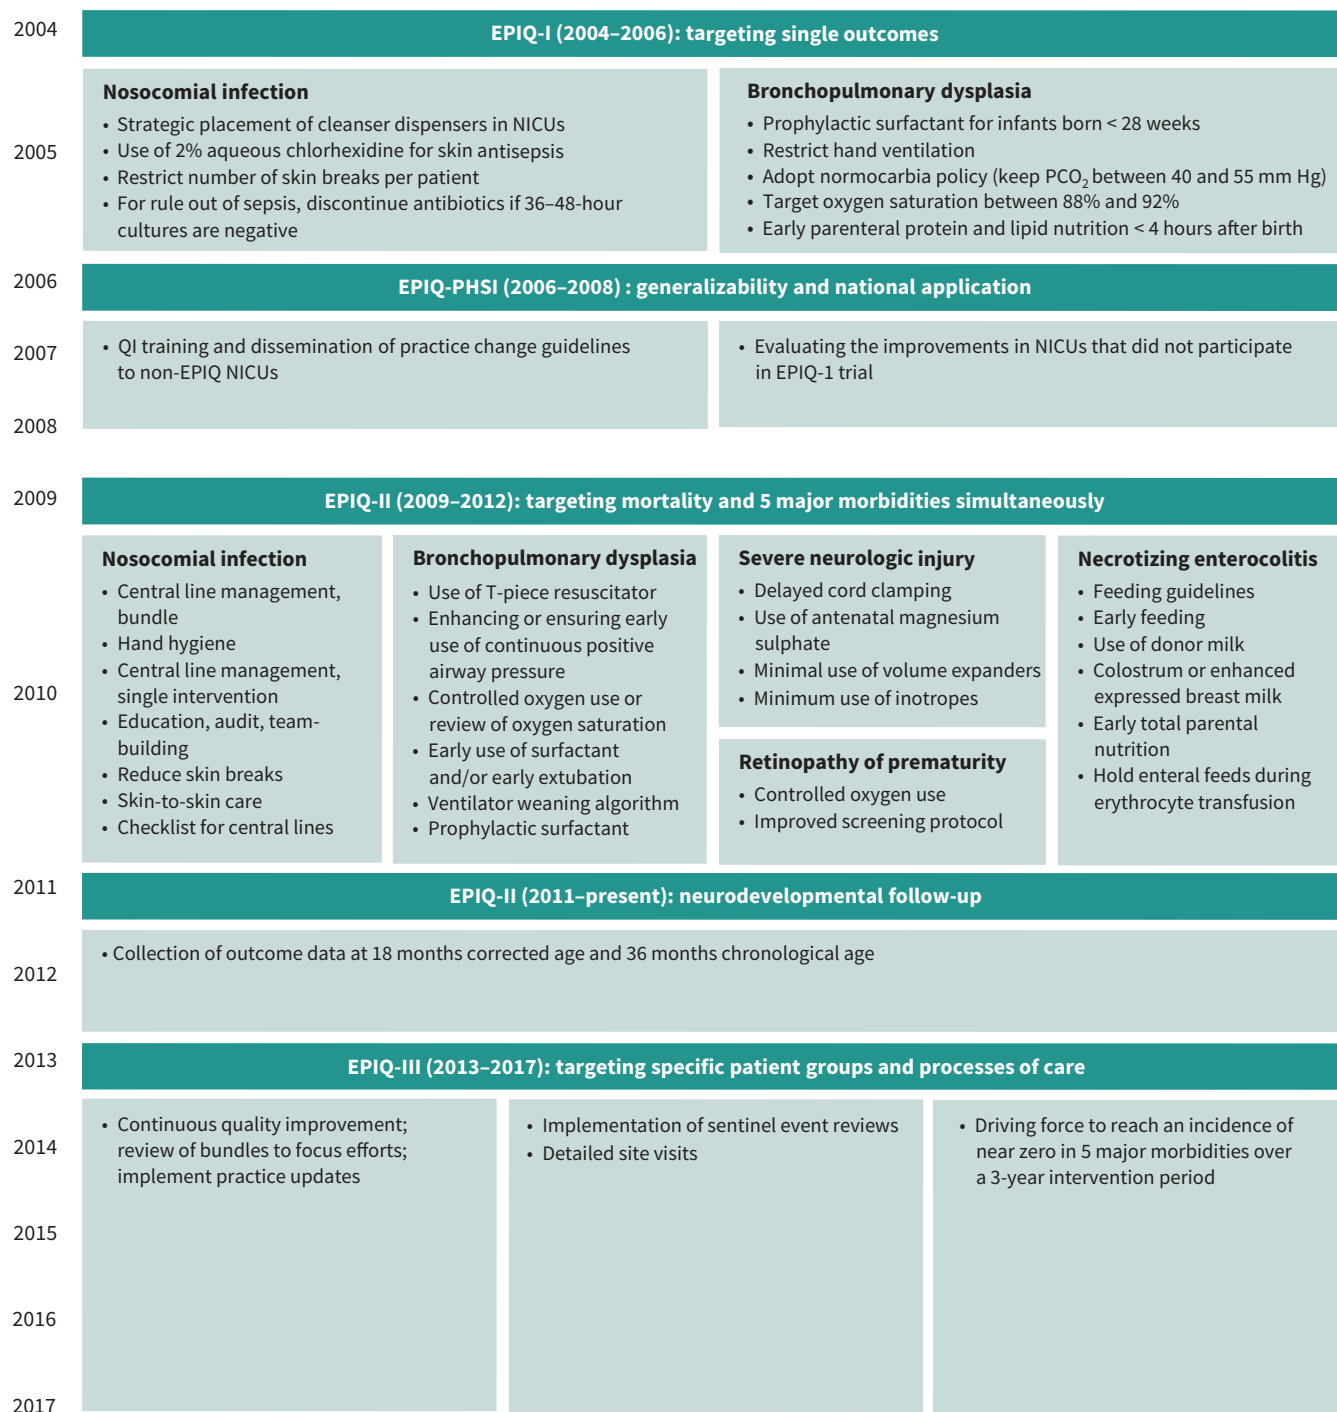 2004
EPIQ-I (2004–2006): targeting single outcomes
Nosocomial infection
• Strategic placement of cleanser dispensers in NICUs
• Use of 2% aqueous chlorhexidine for skin antisepsis
• Restrict number of skin breaks per patient
• For rule out of sepsis, discontinue antibiotics if 36–48-hour
cultures are negative
Bronchopulmonary dysplasia
• Prophylactic surfactant for infants born < 28 weeks
• Restrict hand ventilation
• Adopt normocarbia policy (keep PCO₂ between 40 and 55 mm Hg)
• Target oxygen saturation between 88% and 92%
• Early parenteral protein and lipid nutrition < 4 hours after birth
2005
2006
EPIQ-PHSI (2006–2008) : generalizability and national application
2007
• QI training and dissemination of practice change guidelines
to non-EPIQ NICUs
• Evaluating the improvements in NICUs that did not participate
in EPIQ-1 trial
2008
2009
EPIQ-II (2009–2012): targeting mortality and 5 major morbidities simultaneously
Nosocomial infection
• Central line management,
bundle
• Hand hygiene
• Central line management,
single intervention
• Education, audit, team-
building
• Reduce skin breaks
• Skin-to-skin care
• Checklist for central lines
Bronchopulmonary dysplasia
• Use of T-piece resuscitator
• Enhancing or ensuring early
use of continuous positive
airway pressure
• Controlled oxygen use or
review of oxygen saturation
• Early use of surfactant
and/or early extubation
• Ventilator weaning algorithm
• Prophylactic surfactant
Severe neurologic injury
• Delayed cord clamping
• Use of antenatal magnesium
sulphate
• Minimal use of volume expanders
• Minimum use of inotropes
Retinopathy of prematurity
• Controlled oxygen use
• Improved screening protocol
Necrotizing enterocolitis
• Feeding guidelines
• Early feeding
• Use of donor milk
• Colostrum or enhanced
expressed breast milk
• Early total parental
nutrition
• Hold enteral feeds during
erythrocyte transfusion
2010
2011
EPIQ-II (2011–present): neurodevelopmental follow-up
• Collection of outcome data at 18 months corrected age and 36 months chronological age
2012
2013
EPIQ-III (2013–2017): targeting specific patient groups and processes of care
• Continuous quality improvement;
review of bundles to focus efforts;
implement practice updates
• Implementation of sentinel event reviews
• Detailed site visits
• Driving force to reach an incidence of
near zero in 5 major morbidities over
a 3-year intervention period
2014
2015
2016
2017